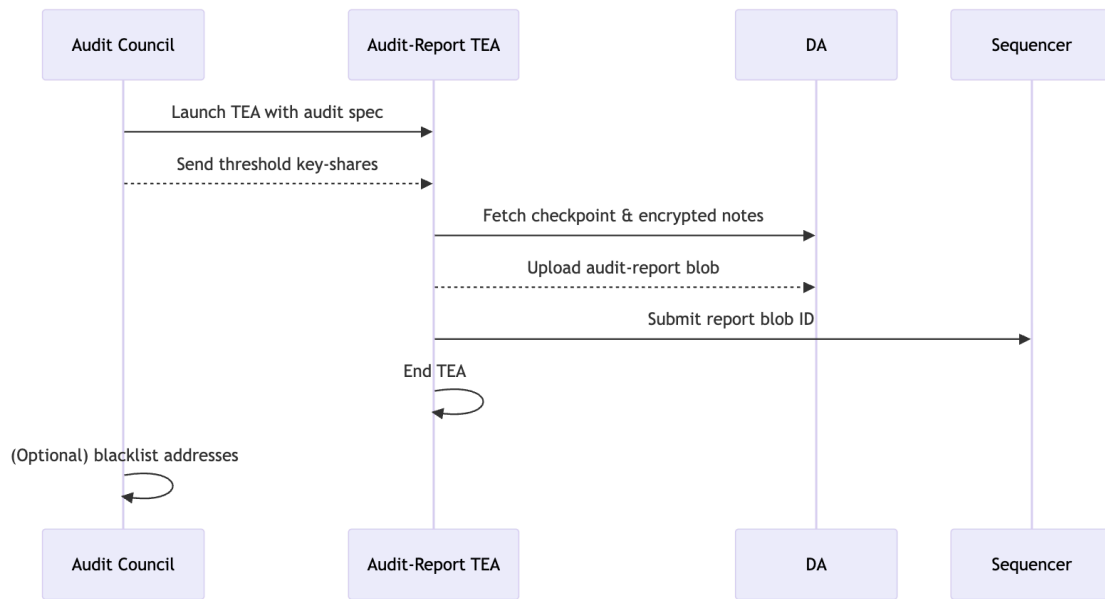 Audit Council
Audit-Report TEA
DA
Sequencer
Launch TEA with audit spec
Send threshold key-shares
Fetch checkpoint & encrypted notes
Upload audit-report blob
Submit report blob ID
End TEA
(Optional) blacklist addresses
Audit Council
Audit-Report TEA
DA
Sequencer